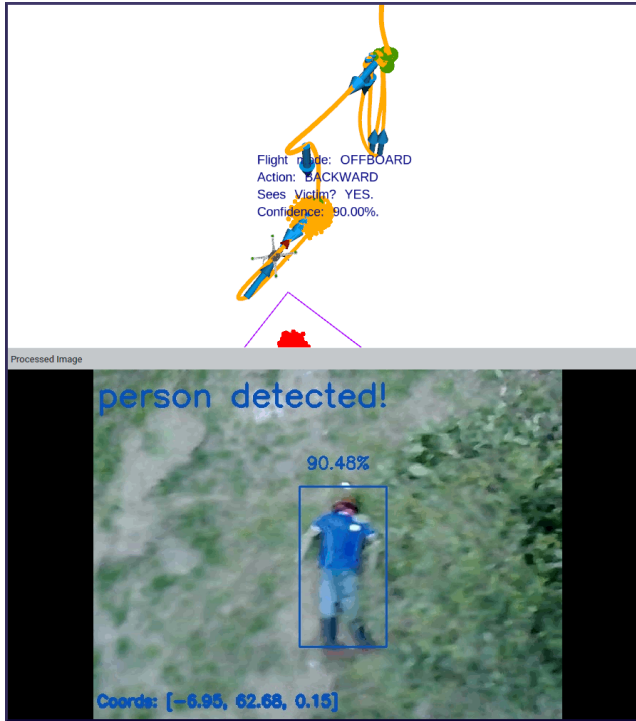 Flight mode: OFFBOARD
Action: BACKWARD
Sees Victim? YES.
Confidence: 90.00%.
Processed Image
person detected!
90.48%
Coords: [-6.95, 62.68, 0.15]